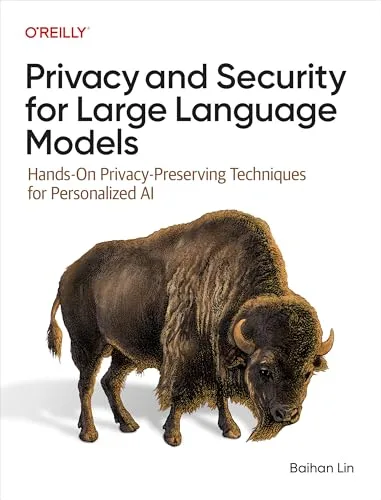 O'REILLY®
Privacy and Security
for Large Language
Models
Hands-On Privacy-Preserving Techniques
for Personalized AI
Baihan Lin